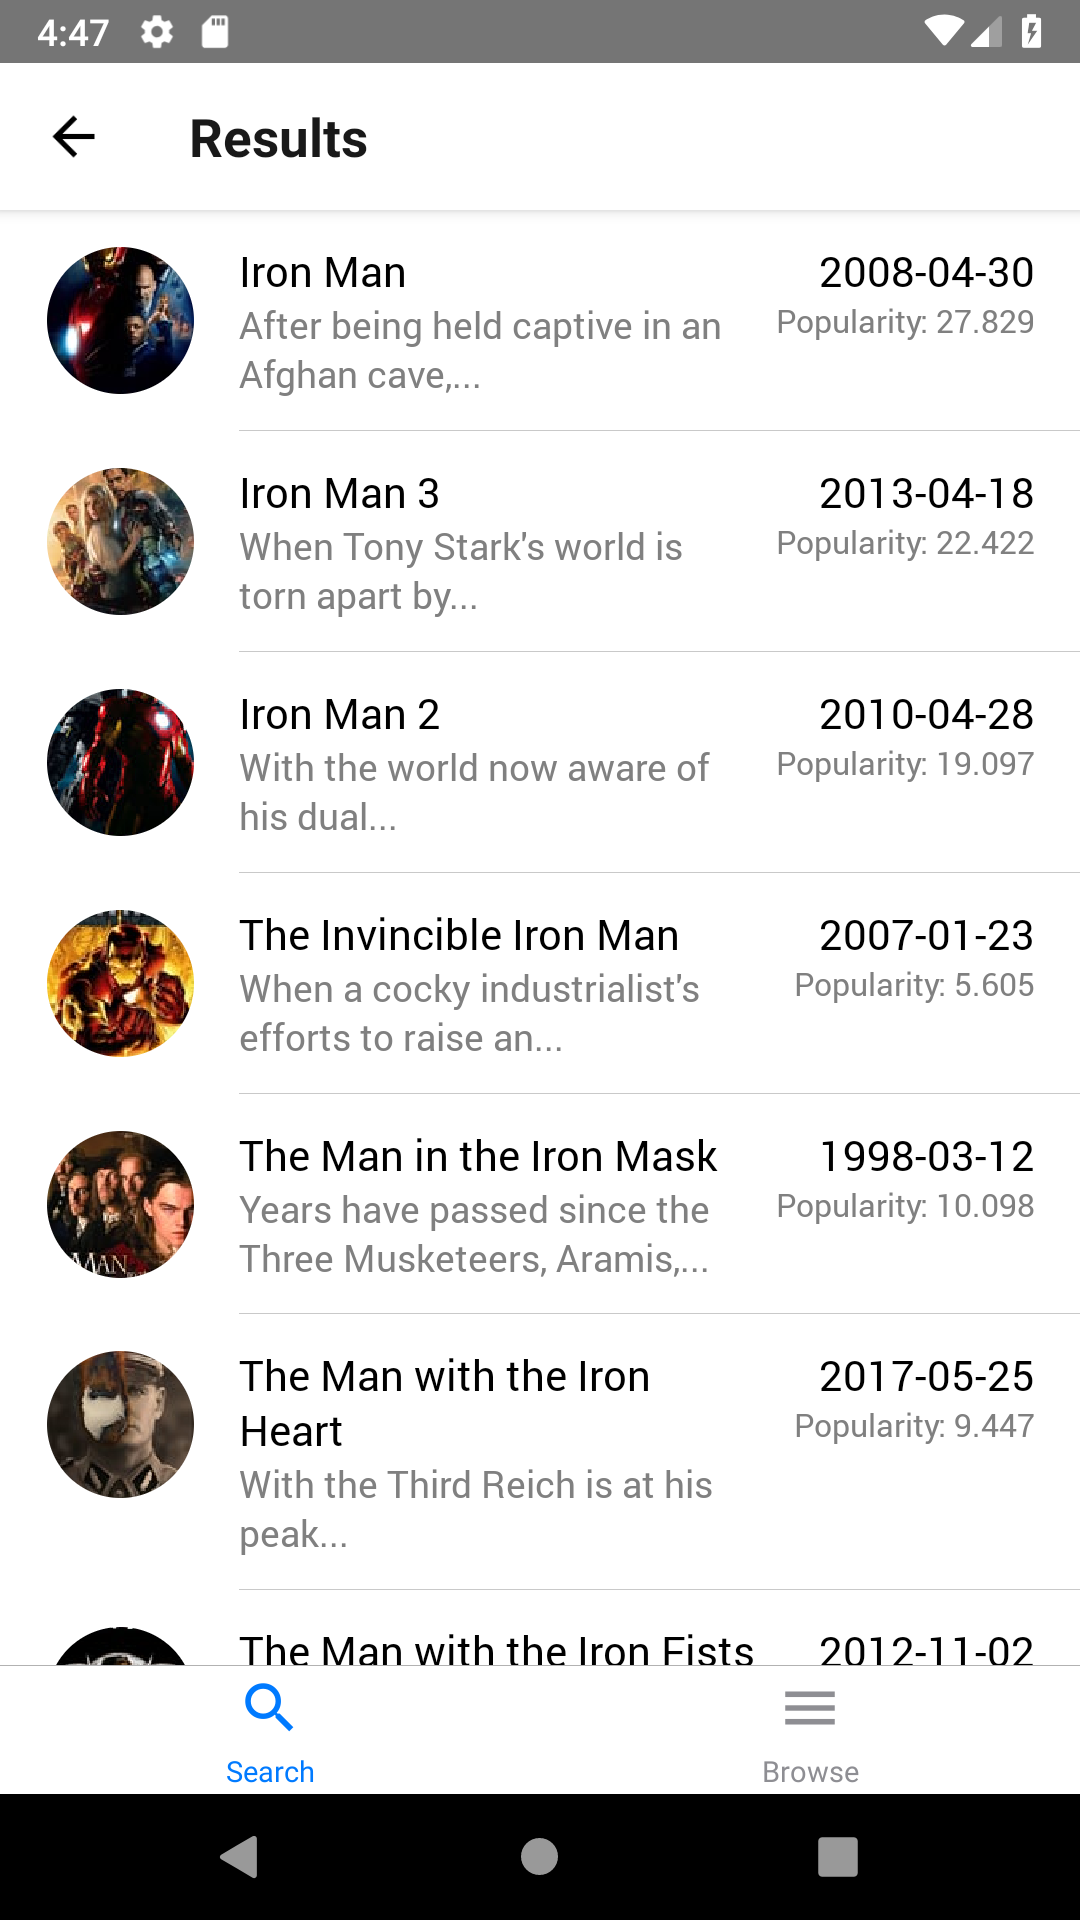 4:47
Results
Iron Man
2008-04-30
After being held captive in an
Popularity: 27.829
Afghan cave,...
Iron Man 3
2013-04-18
When Tony Stark's world is
Popularity: 22.422
torn apart by...
Iron Man 2
2010-04-28
With the world now aware of
Popularity: 19.097
his dual...
The Invincible Iron Man
2007-01-23
When a cocky industrialist's
Popularity: 5.605
efforts to raise an...
The Man in the Iron Mask
1998-03-12
Years have passed since the
Popularity: 10.098
Three Musketeers, Aramis,...
MAN
The Man with the Iron
2017-05-25
Heart
Popularity: 9.447
With the Third Reich is at his
peak...
The Man with the Iron Fists
2012-11-02
Search
Browse